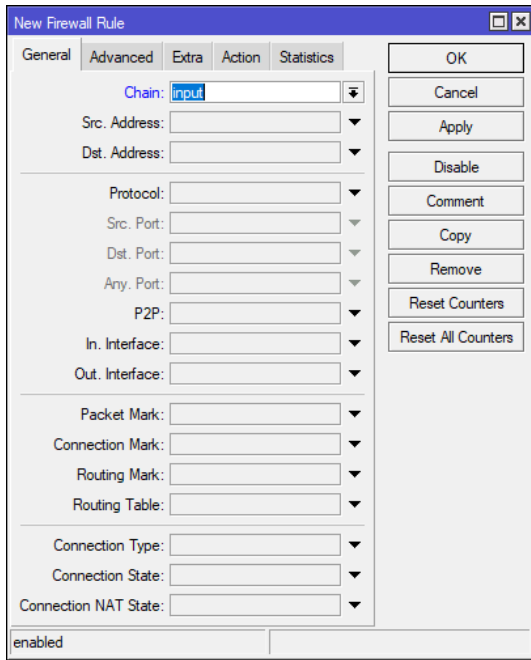 New Firewall Rule
General Advanced Extra Action Statistics
Chain: input
Src. Address:
Dst. Address:
Protocol:
Src. Port:
Dst. Port:
Any. Port:
P2P:
In. Interface:
Out. Interface:
Packet Mark:
Connection Mark:
Routing Mark:
Routing Table:
Connection Type:
Connection State:
Connection NAT State:
OK
Cancel
Apply
Disable
Comment
Copy
Remove
Reset Counters
Reset All Counters
enabled